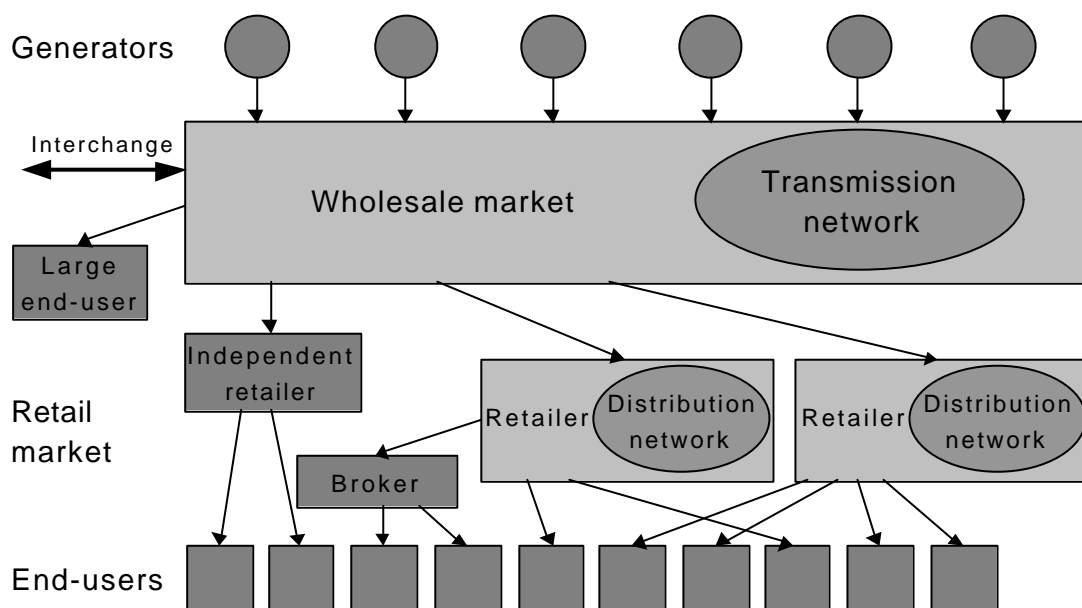 Generators
Interchange
Wholesale market
Transmission
network
Large
end-user
Independent
retailer
Retail
market
Retailer
Distribution
network
Retailer
Distribution
network
Broker
End-users